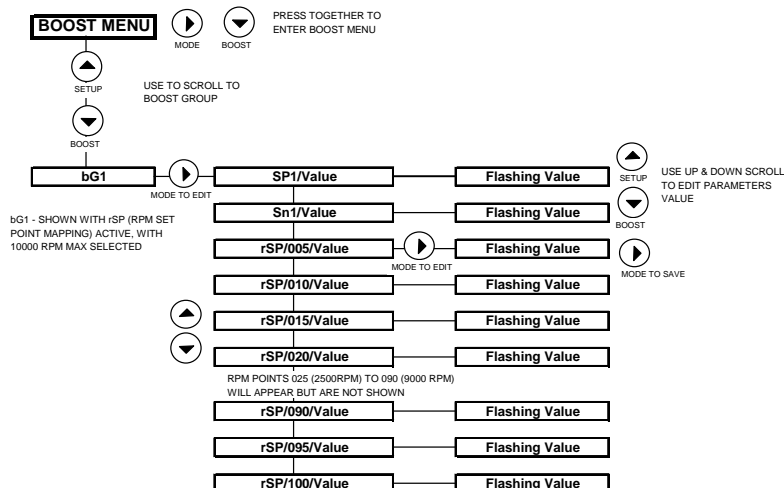 BOOST MENU
MODE
BOOST
PRESS TOGETHER TO
ENTER BOOST MENU
SETUP
USE TO SCROLL TO
BOOST GROUP
BOOST
bG1
MODE TO EDIT
SP1/Value
Flashing Value
SETUP
USE UP & DOWN SCROLL
TO EDIT PARAMETERS
VALUE
bG1 - SHOWN WITH rSP (RPM SET
POINT MAPPING) ACTIVE, WITH
10000 RPM MAX SELECTED
Sn1/Value
Flashing Value
BOOST
rSP/005/Value
MODE TO EDIT
Flashing Value
MODE TO SAVE
rSP/010/Value
Flashing Value
rSP/015/Value
Flashing Value
rSP/020/Value
Flashing Value
RPM POINTS 025 (2500RPM) TO 090 (9000 RPM)
WILL APPEAR BUT ARE NOT SHOWN
rSP/090/Value
Flashing Value
rSP/095/Value
Flashing Value
rSP/100/Value
Flashing Value